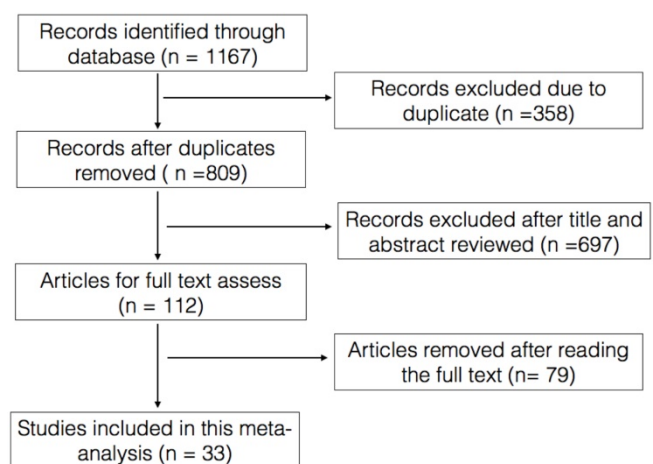 Records identified through
database (n = 1167)
Records excluded due to
duplicate (n =358)
Records after duplicates
removed ( n =809)
Records excluded after title and
abstract reviewed (n =697)
Articles for full text assess
(n = 112)
Articles removed after reading
the full text (n= 79)
Studies included in this meta-
analysis (n = 33)